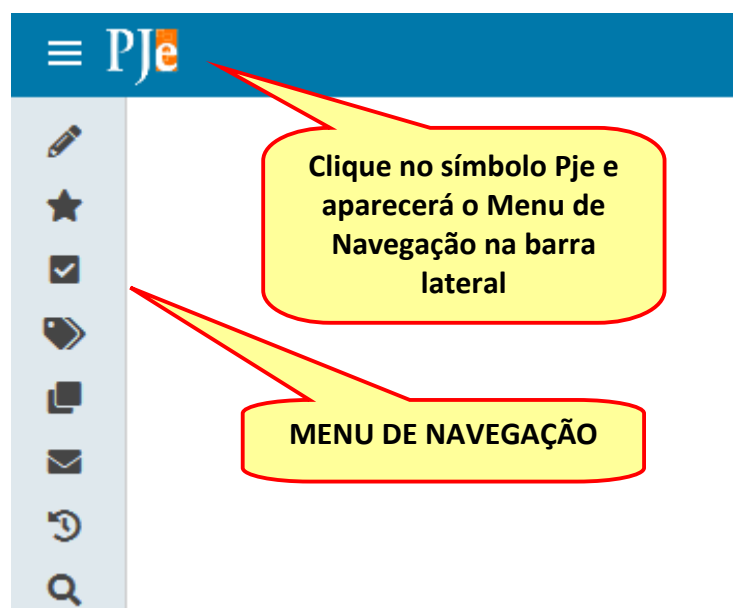 PJe
Clique no símbolo Pje e
aparecerá o Menu de
Navegação na barra
lateral
MENU DE NAVEGAÇÃO